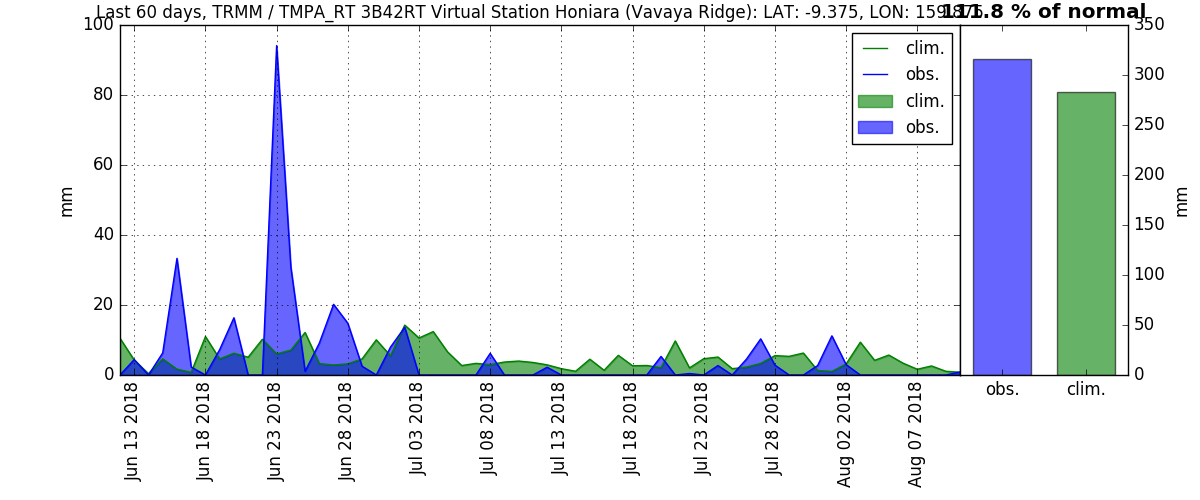 Last 60 days, TRMM / TMPA_RT 3B42RT Virtual Station Honiara (Vavaya Ridge): LAT: -9.375, LON:
111.8 % of normal
100
80
60
40
20
0
mm
clim.
obs.
clim.
obs.
350
300
250
200
150
100
50
0
mm
obs.
clim.
Jun 13 2018
Jun 18 2018
Jun 23 2018
Jun 28 2018
Jul 03 2018
Jul 08 2018
Jul 13 2018
Jul 18 2018
Jul 23 2018
Jul 28 2018
Aug 02 2018
Aug 07 2018